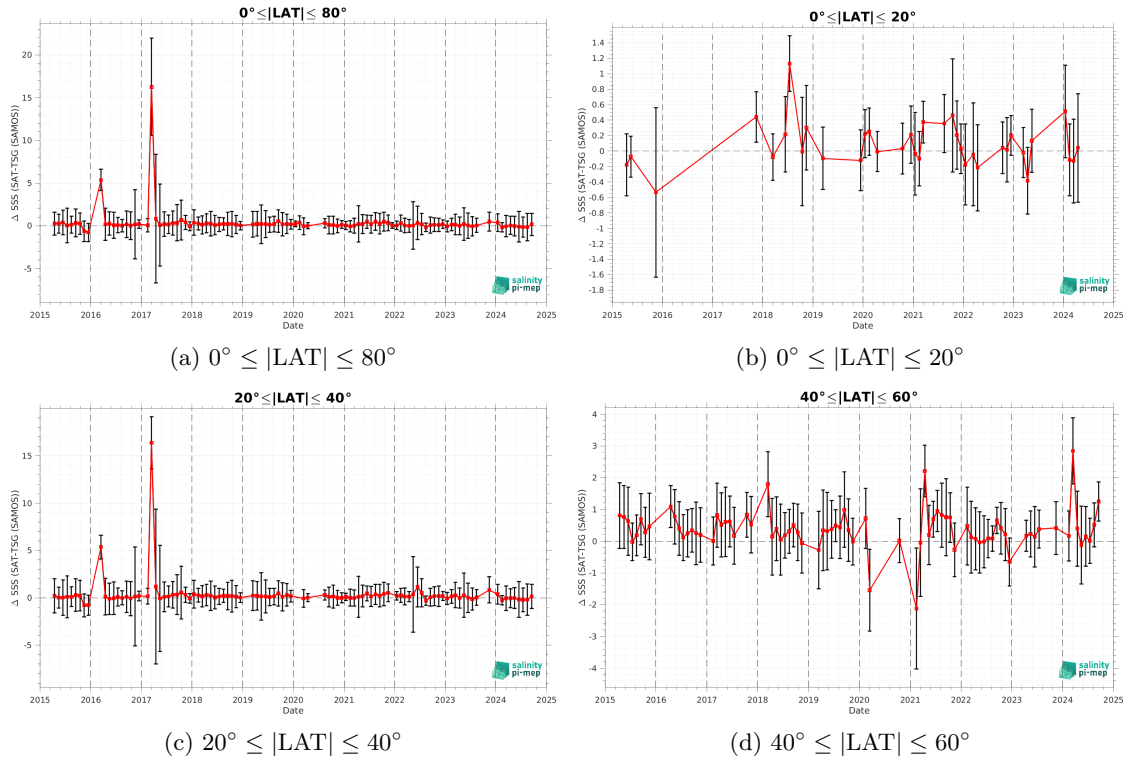 0°≤|LAT|≤ 80°
Δ SSS (SAT-TSG (SAMOS))
20
15
10
5
0
-5
2015 2016 2017 2018 2019 2020 2021 2022 2023 2024 2025
Date
salinity
pi-mep
(a) 0° ≤ |LAT| ≤ 80°
0°≤|LAT|≤ 20°
Δ SSS (SAT-TSG (SAMOS))
1.4
1.2
1
0.8
0.6
0.4
0.2
0
-0.2
-0.4
-0.6
-0.8
-1
-1.2
-1.4
-1.6
-1.8
2015 2016 2017 2018 2019 2020 2021 2022 2023 2024 2025
Date
salinity
pi-mep
(b) 0° ≤ |LAT| ≤ 20°
20°≤|LAT|≤ 40°
Δ SSS (SAT-TSG (SAMOS))
15
10
5
0
-5
2015 2016 2017 2018 2019 2020 2021 2022 2023 2024 2025
Date
salinity
pi-mep
(c) 20° ≤ |LAT| ≤ 40°
40°≤|LAT|≤ 60°
Δ SSS (SAT-TSG (SAMOS))
4
3
2
1
0
-1
-2
-3
-4
2015 2016 2017 2018 2019 2020 2021 2022 2023 2024 2025
Date
salinity
pi-mep
(d) 40° ≤ |LAT| ≤ 60°